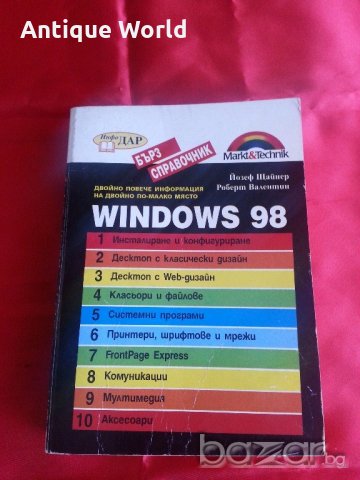 Antique World
Инфо ДАР
БЪРЗ
СПРАВОЧНИК
Markt&Technik
Йозеф Шайнер
Роберт Валентин
ДВОЙНО ПОВЕЧЕ ИНФОРМАЦИЯ
НА ДВОЙНО ПО-МАЛКО МЯСТО
WINDOWS 98
1 Инсталиране и конфигуриране
2 Десктоп с класически дизайн
3 Десктоп с Web-дизайн
4 Класьори и файлове
5 Системни програми
6 Принтери, шрифтове и мрежи
7 FrontPage Express
8 Комуникации
9 Мултимедия
10 Аксесоари
bazar.bg